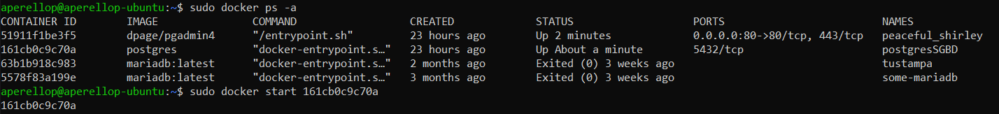 aperellop@aperellop-ubuntu:~$ sudo docker ps -a
CONTAINER ID IMAGE COMMAND CREATED STATUS PORTS NAMES
51911f1be3f5 dpage/pgadmin4 "/entrypoint.sh" 23 hours ago Up 2 minutes 0.0.0.0:80->80/tcp, 443/tcp peaceful_shirley
161cb0c9c70a postgres "docker-entrypoint.s…" 23 hours ago Up About a minute 5432/tcp postgresSGBD
63b1b918c983 mariadb:latest "docker-entrypoint.s…" 2 months ago Exited (0) 3 weeks ago tustampa
5578f83a199e mariadb:latest "docker-entrypoint.s…" 3 months ago Exited (0) 3 weeks ago some-mariadb
aperellop@aperellop-ubuntu:~$ sudo docker start 161cb0c9c70a
161cb0c9c70a